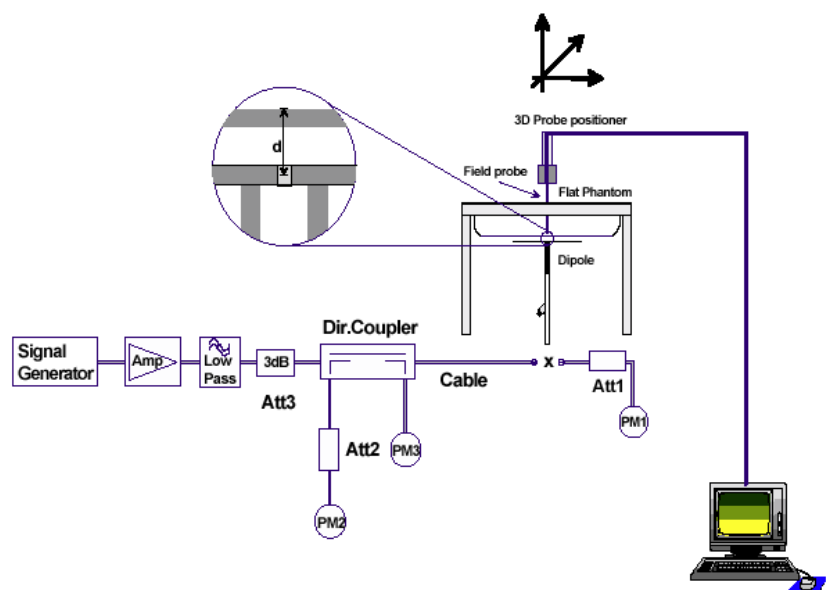 3D Probe positioner
d
Field probe
Flat Phantom
Dipole
Dir.Coupler
Signal
Generator
Amp
Low
Pass
3dB
Att3
Cable
x
Att1
PM1
Att2
PM3
PM2